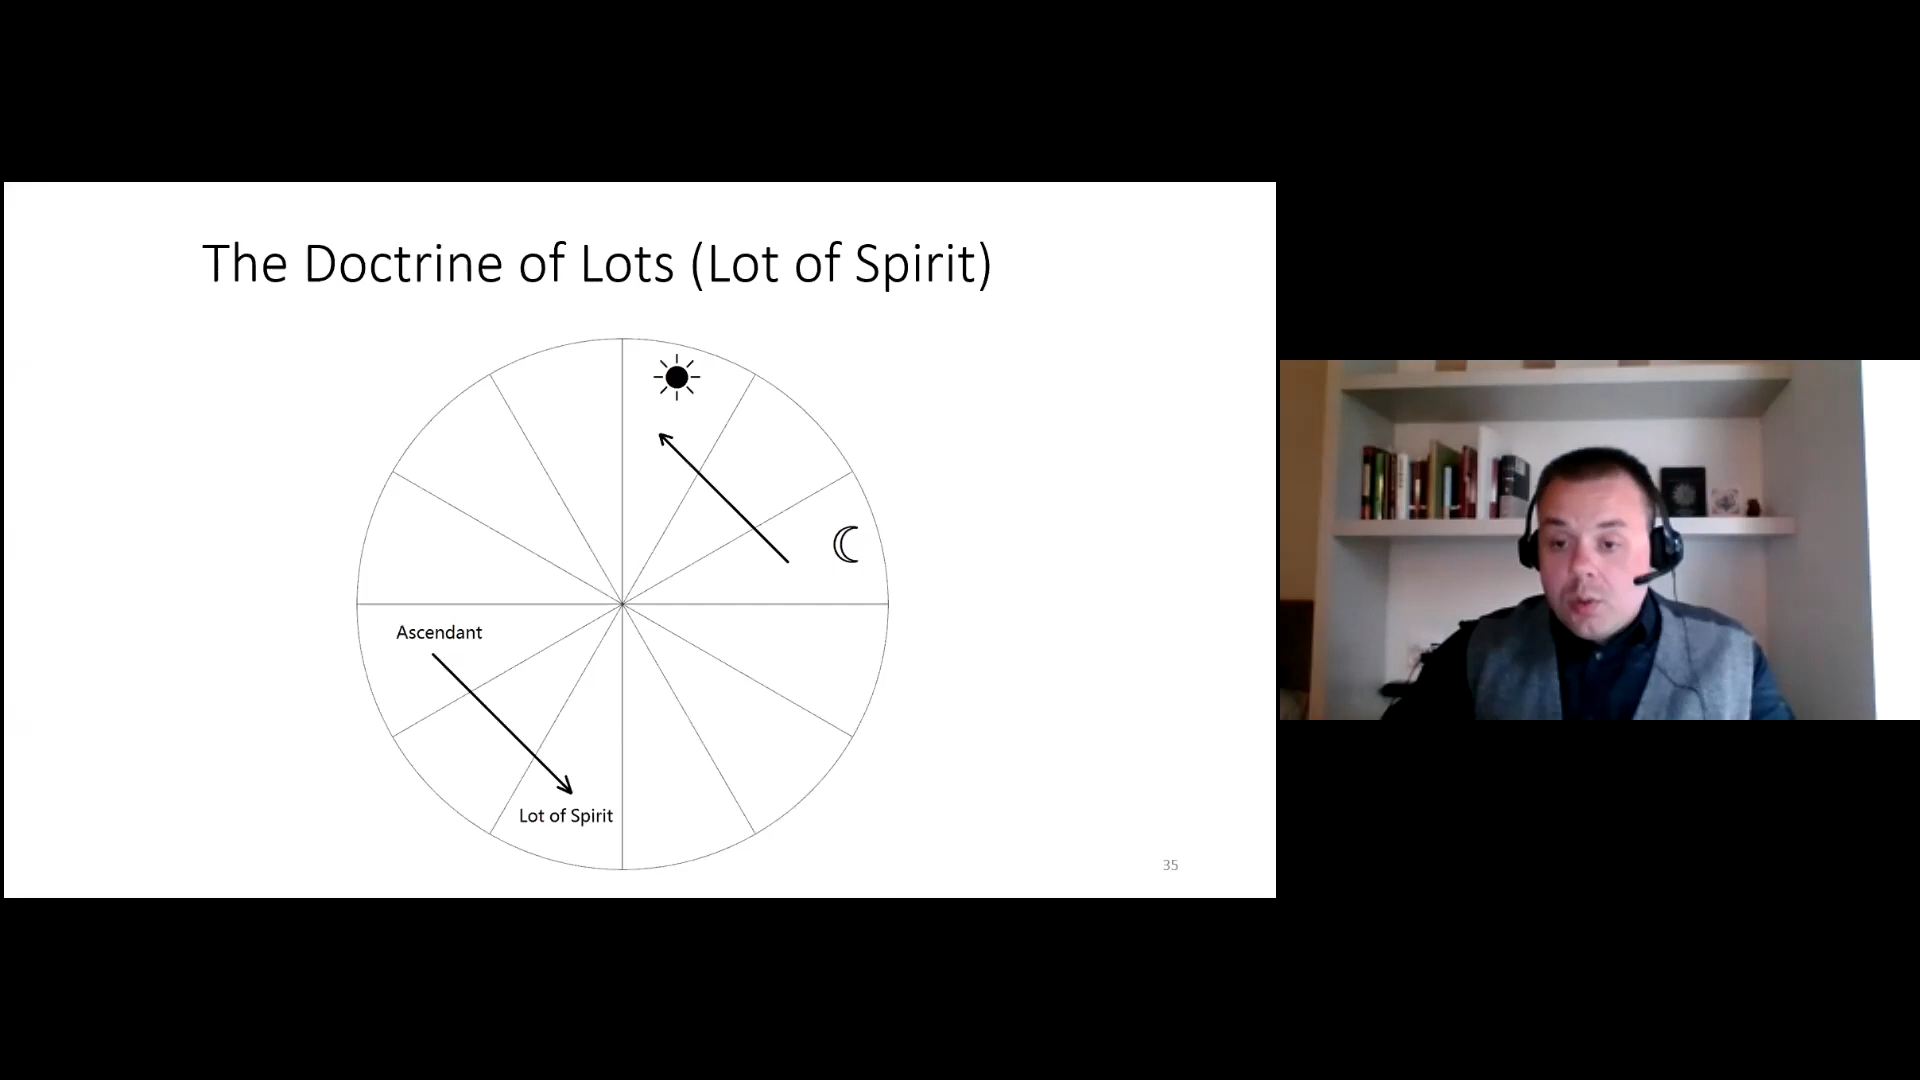 The Doctrine of Lots (Lot of Spirit)
Ascendant
Lot of Spirit
35